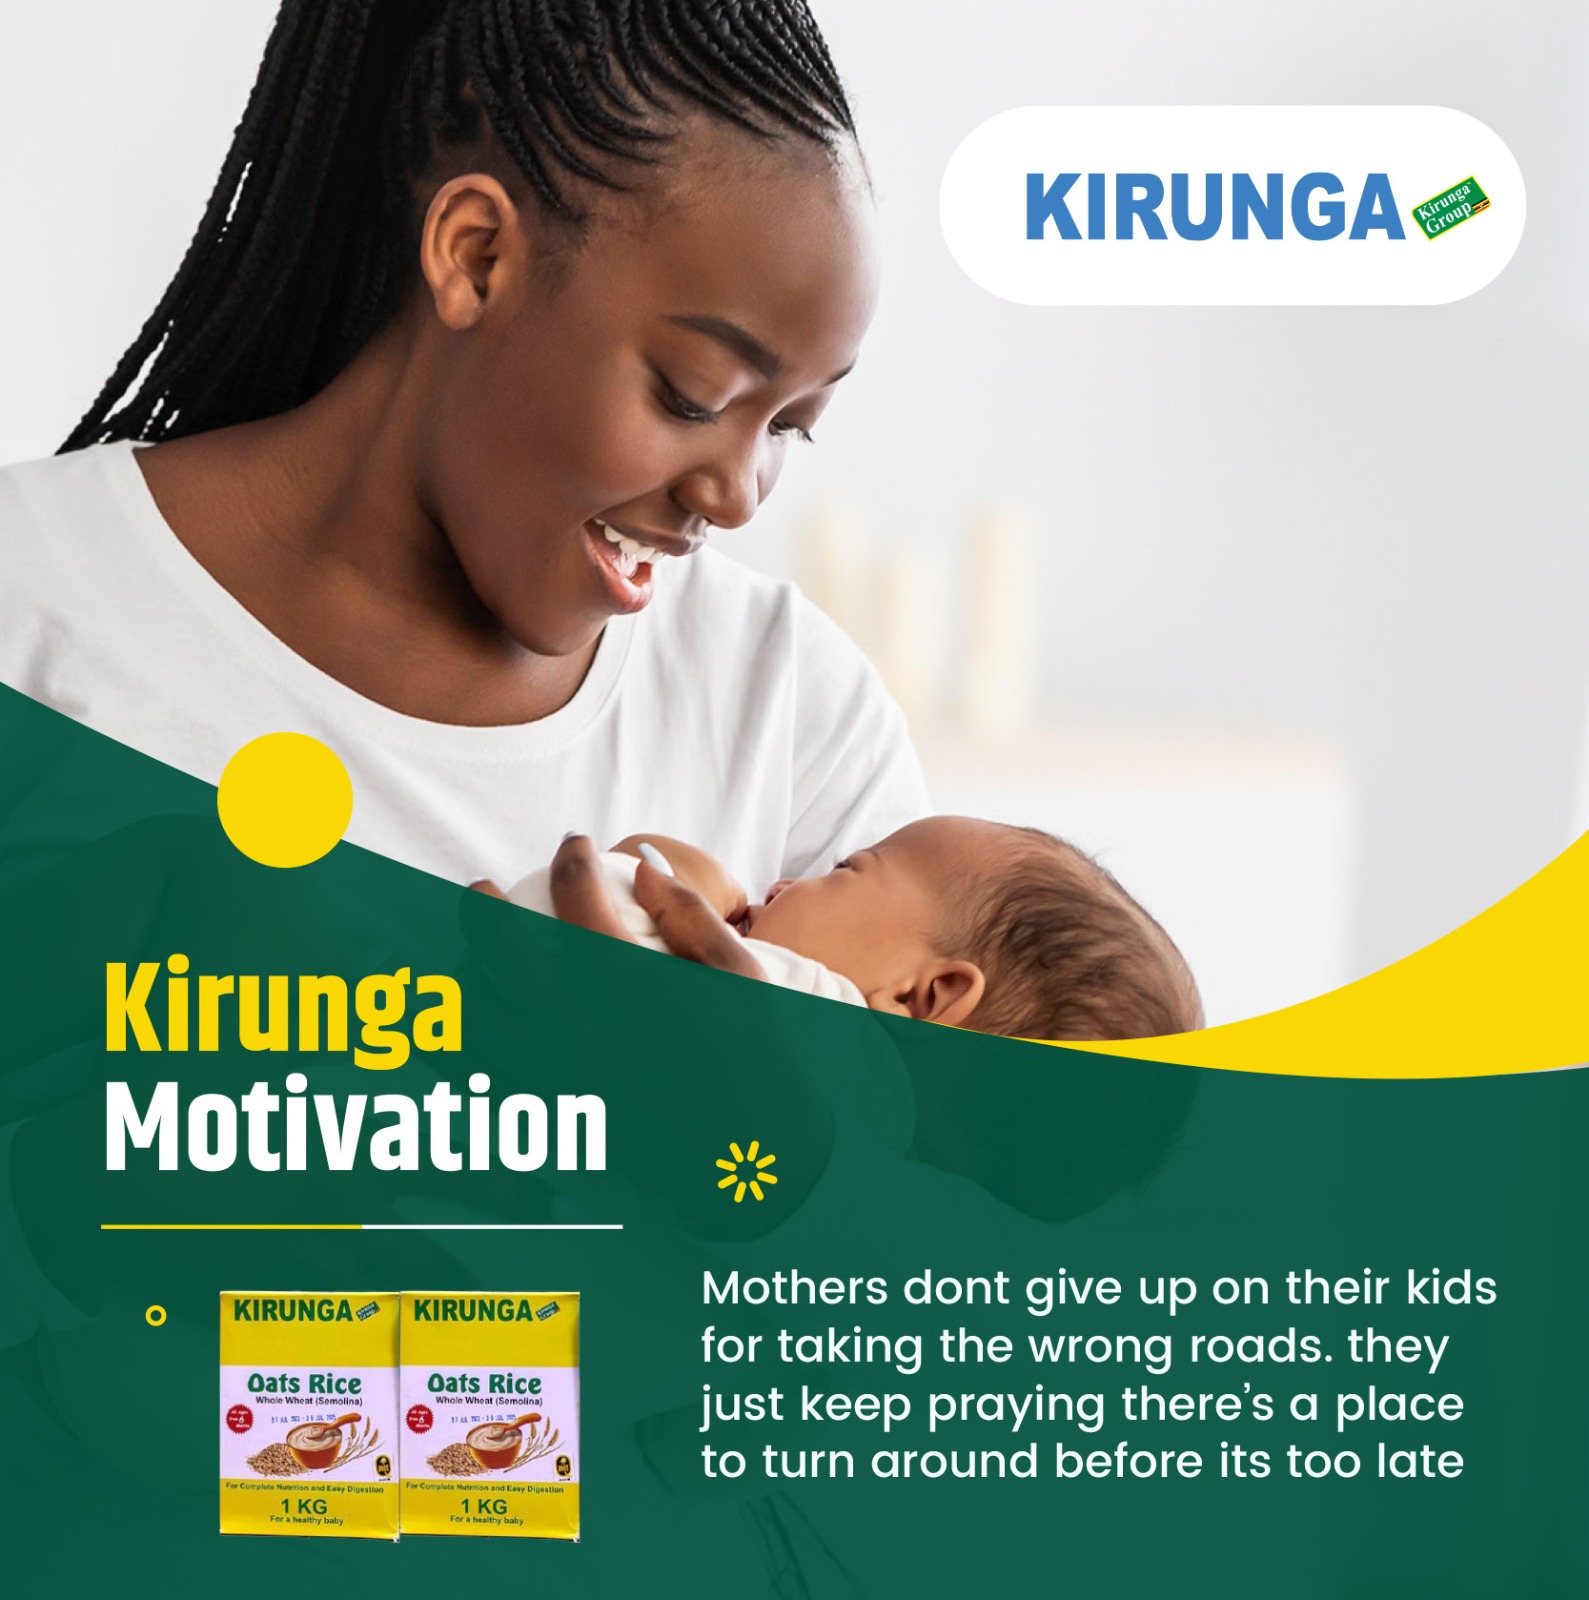 KIRUNGA
Kirunga
Group
Kirunga
Motivation
Mothers dont give up on their kids
for taking the wrong roads. they
just keep praying there’s a place
to turn around before its too late
KIRUNGA
Oats Rice
Whole Wheat (Semolina)
For Complete Nutrition and Easy Digestion
1 KG
For a healthy baby
KIRUNGA
Oats Rice
Whole Wheat (Semolina)
For Complete Nutrition and Easy Digestion
1 KG
For a healthy baby